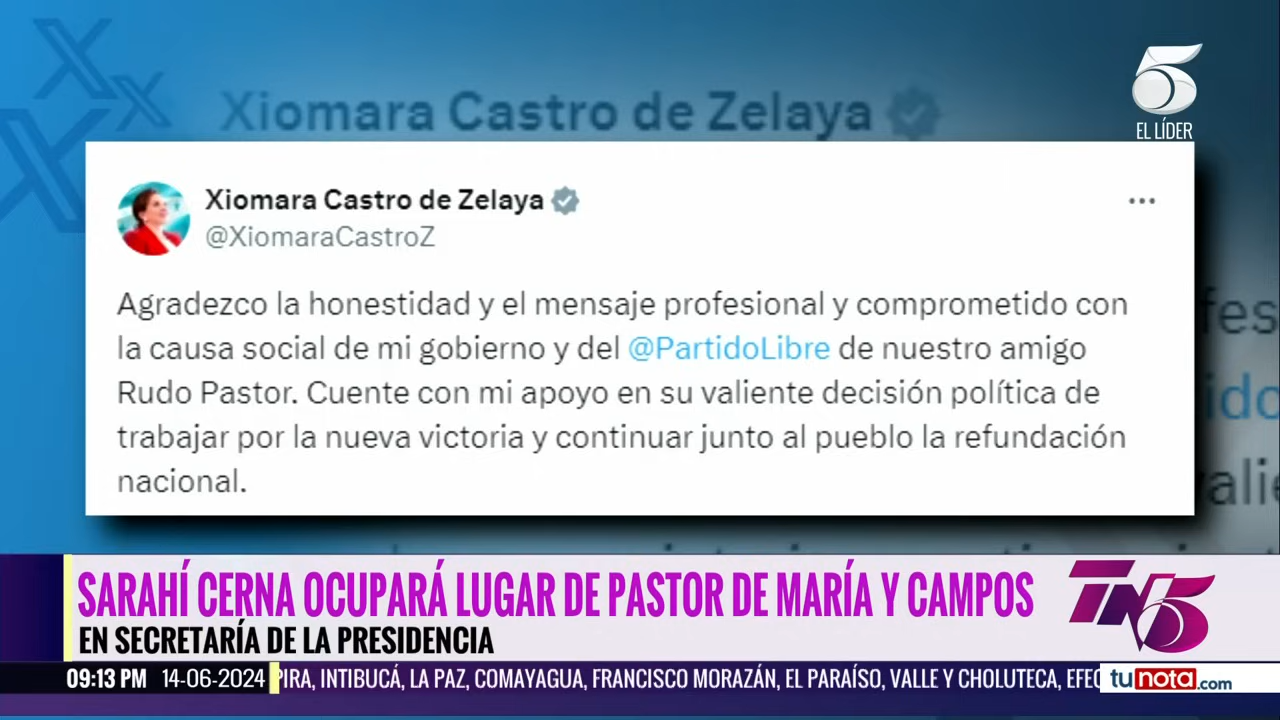 Xiomara Castro de Zelaya
5
EL LÍDER
Xiomara Castro de Zelaya
@XiomaraCastroZ
Agradezco la honestidad y el mensaje profesional y comprometido con
la causa social de mi gobierno y del @PartidoLibre de nuestro amigo
Rudo Pastor. Cuente con mi apoyo en su valiente decisión política de
trabajar por la nueva victoria y continuar junto al pueblo la refundación
nacional.
SARAHÍ CERNA OCUPARÁ LUGAR DE PASTOR DE MARÍA Y CAMPOS
EN SECRETARÍA DE LA PRESIDENCIA
TN5
09:13 PM 14-06-2024 PIRA, INTIBUCÁ, LA PAZ, COMAYAGUA, FRANCISCO MORAZÁN, EL PARAÍSO, VALLE Y CHOLUTECA, EFEC
tunota.com